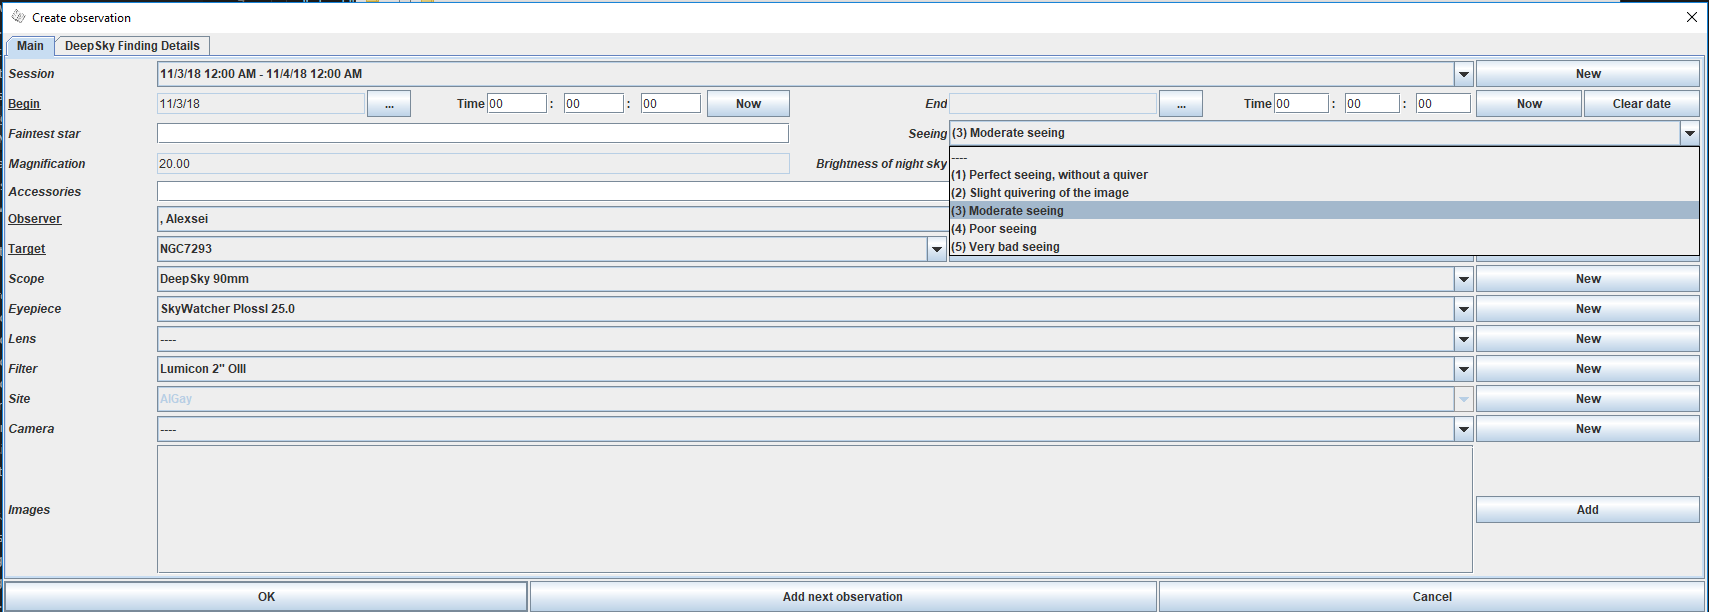 Create observation
Main DeepSky Finding Details
Session 11/3/18 12:00 AM - 11/4/18 12:00 AM New
Begin 11/3/18 ... Time 00 : 00 : 00 Now End ... Time 00 : 00 : 00 Now Clear date
Faintest star Seeing (3) Moderate seeing
Magnification 20.00 Brightness of night sky
----
(1) Perfect seeing, without a quiver
(2) Slight quivering of the image
(3) Moderate seeing
(4) Poor seeing
(5) Very bad seeing
Accessories
Observer , Alexsei
Target NGC7293
Scope DeepSky 90mm New
Eyepiece SkyWatcher Plossl 25.0 New
Lens ---- New
Filter Lumicon 2" OIII New
Site AlGay New
Camera ---- New
Images Add
OK Add next observation Cancel